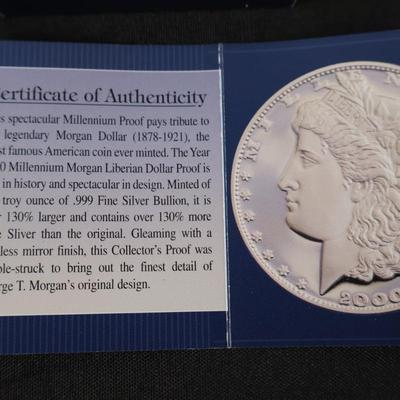 Certificate of Authenticity
s spectacular Millennium Proof pays tribute to
legendary Morgan Dollar (1878-1921), the
st famous American coin ever minted. The Year
0 Millennium Morgan Liberian Dollar Proof is
in history and spectacular in design. Minted of
troy ounce of .999 Fine Silver Bullion, it is
r 130% larger and contains over 130% more
e Sliver than the original. Gleaming with a
less mirror finish, this Collector's Proof was
ble-struck to bring out the finest detail of
rge T. Morgan's original design.
MILLENN
2000